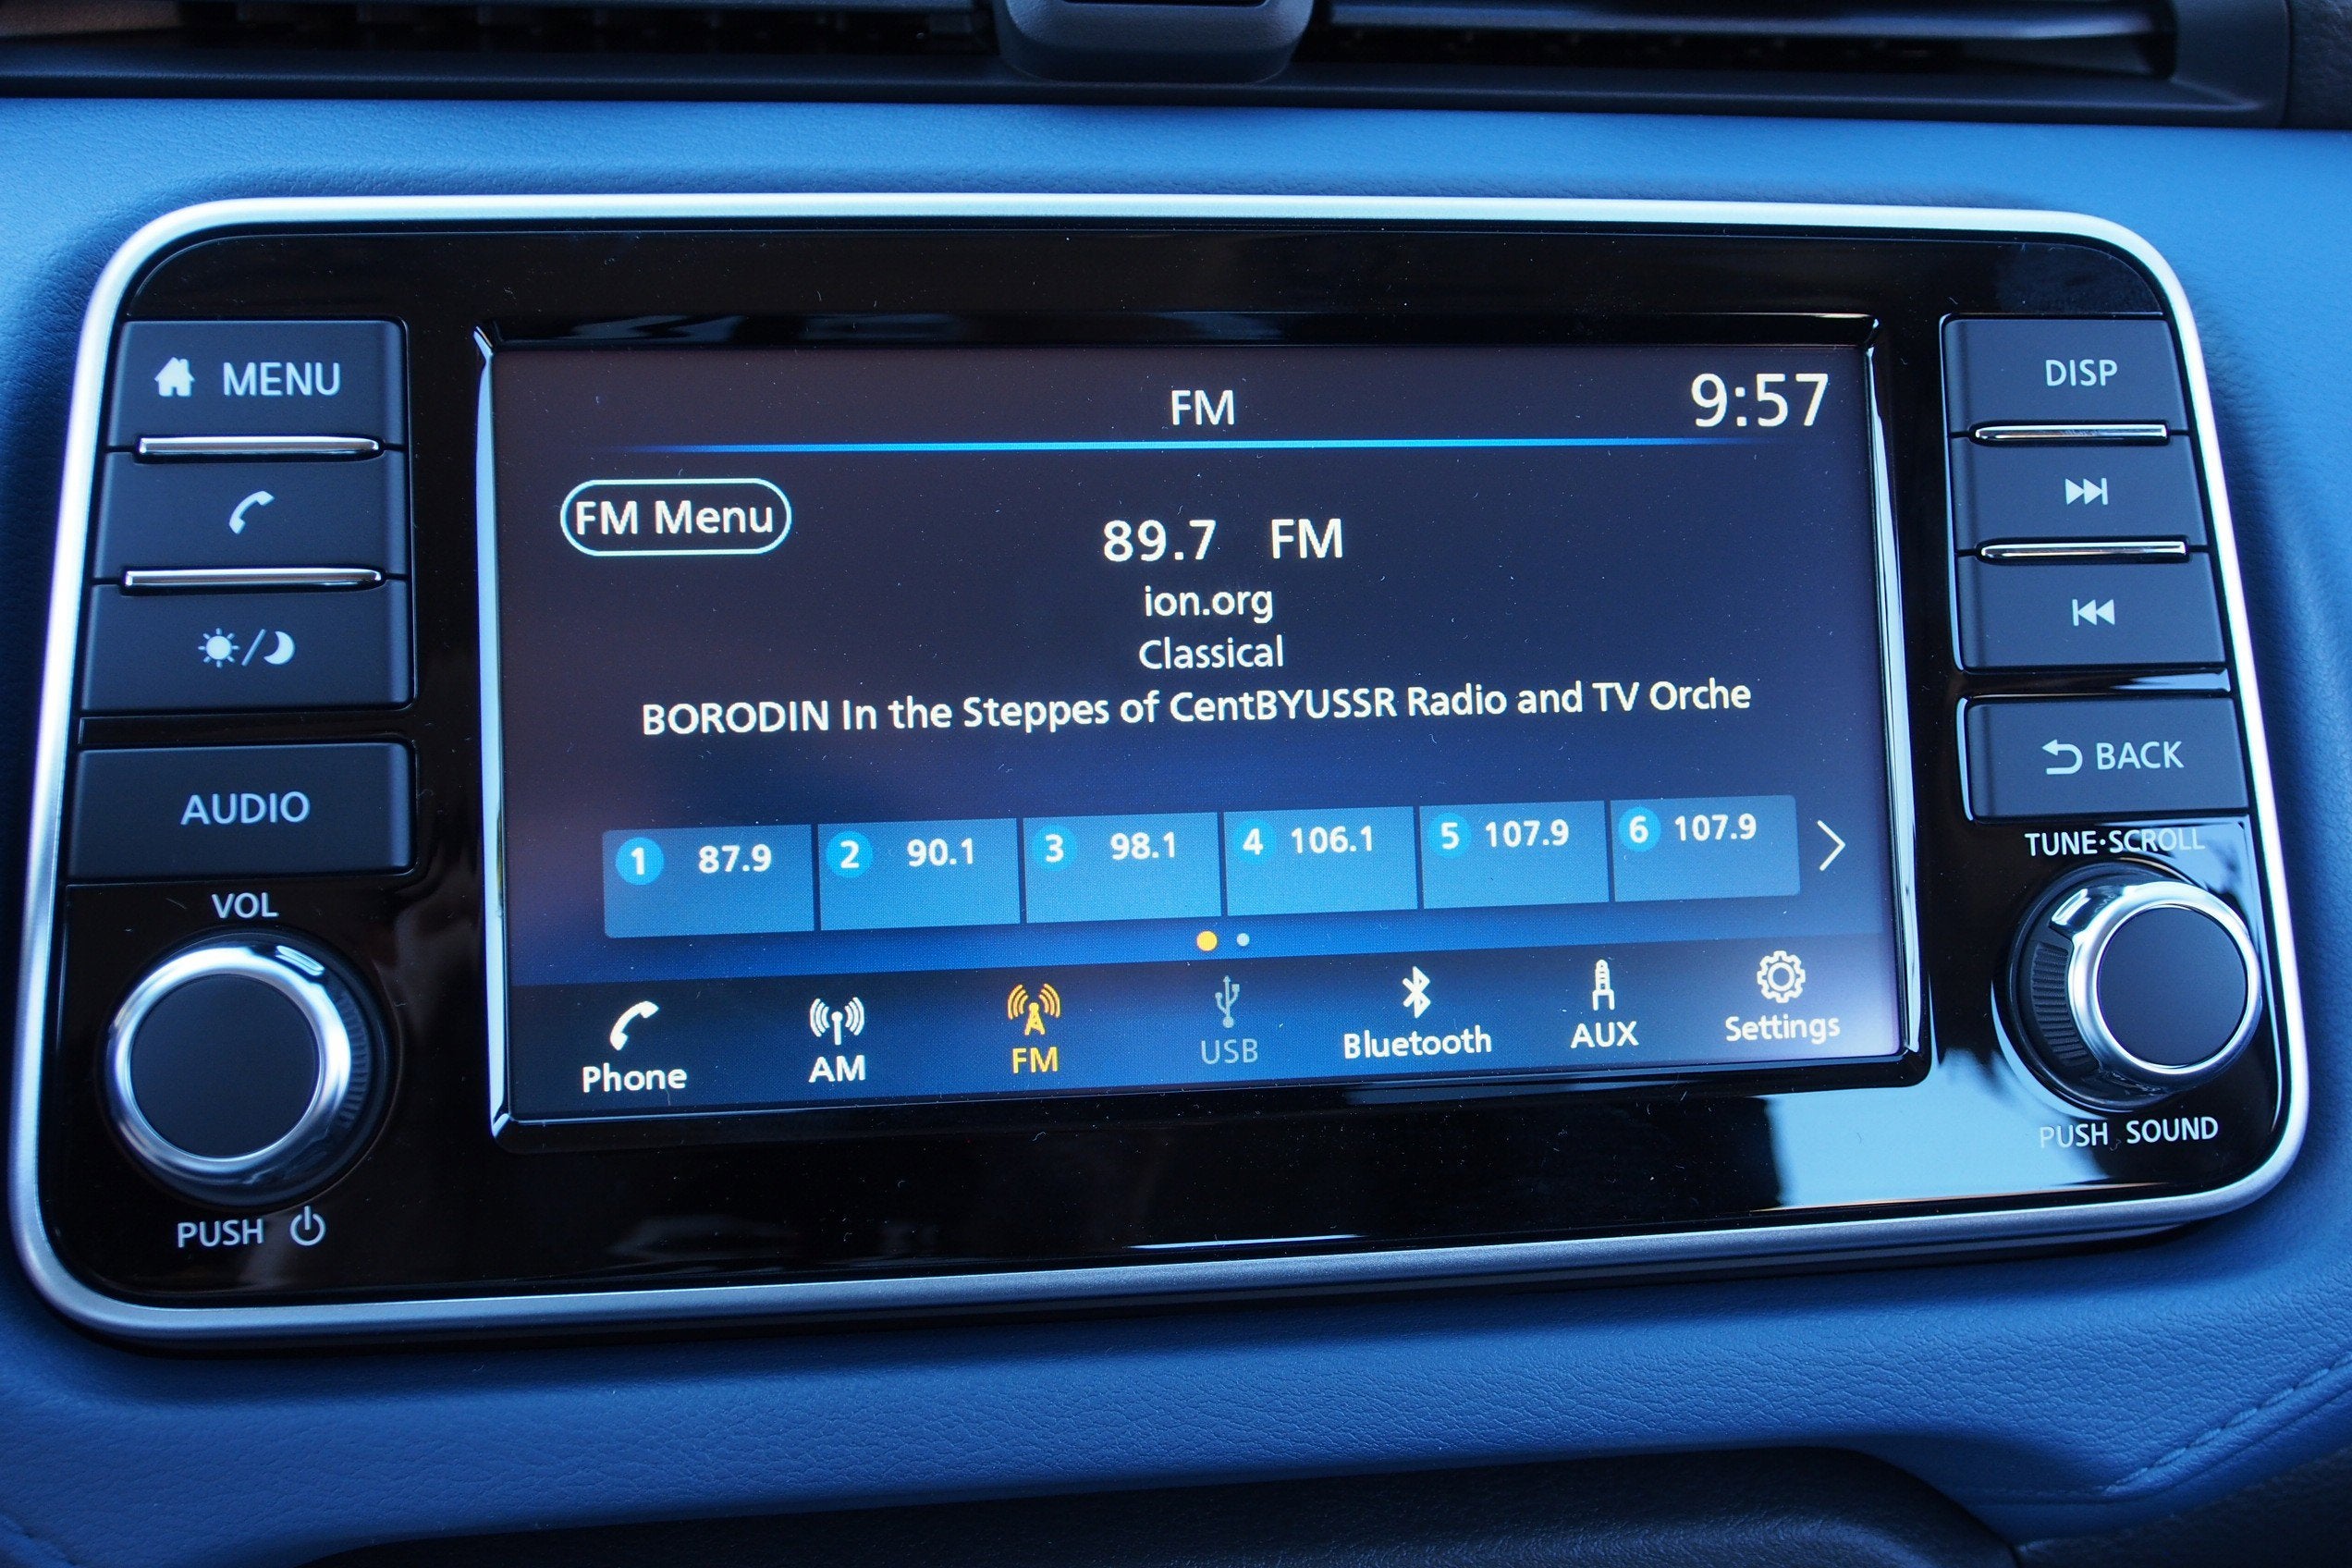 MENU
AUDIO
VOL
PUSH
FM
9:57
FM Menu
89.7 FM
ion.org
Classical
BORODIN In the Steppes of CentBYUSSR Radio and TV Orche
1 87.9
2 90.1
3 98.1
4 106.1
5 107.9
6 107.9
Phone
AM
FM
USB
Bluetooth
AUX
Settings
DISP
BACK
TUNE·SCROLL
PUSH SOUND